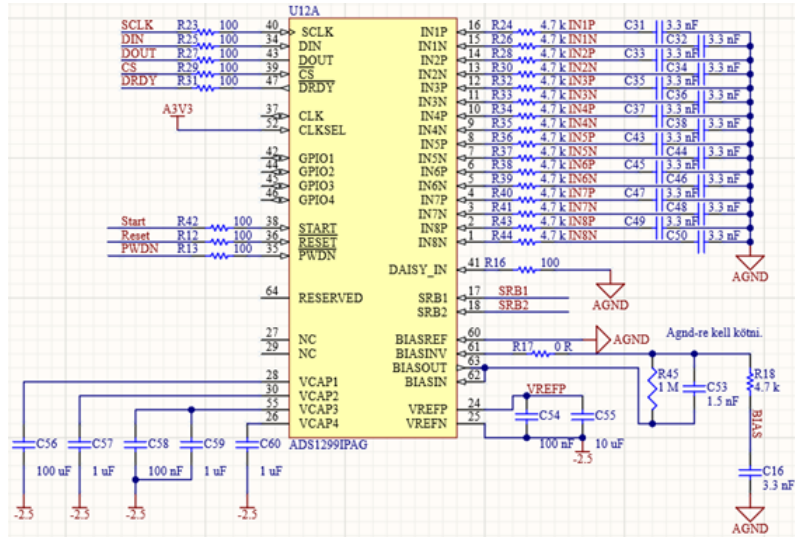 U12A
SCLK R23 100 40 SCLK IN1P 16 R24 4.7 k IN1P C31 3.3 nF
DIN R25 100 34 DIN IN1N 15 R26 4.7 k IN1N C32 3.3 nF
DOUT R27 100 43 DOUT IN2P 14 R28 4.7 k IN2P C33 3.3 nF
CS R29 100 39 CS IN2N 13 R30 4.7 k IN2N C34 3.3 nF
DRDY R31 100 47 DRDY IN3P 12 R32 4.7 k IN3P C35 3.3 nF
IN3N 11 R33 4.7 k IN3N C36 3.3 nF
A3V3 37 CLK IN4P 10 R34 4.7 k IN4P C37 3.3 nF
52 CLKSEL IN4N 9 R35 4.7 k IN4N C38 3.3 nF
IN5P 8 R36 4.7 k IN5P C43 3.3 nF
42 GPIO1 IN5N 7 R37 4.7 k IN5N C44 3.3 nF
44 GPIO2 IN6P 6 R38 4.7 k IN6P C45 3.3 nF
45 GPIO3 IN6N 5 R39 4.7 k IN6N C46 3.3 nF
46 GPIO4 IN7P 4 R40 4.7 k IN7P C47 3.3 nF
IN7N 3 R41 4.7 k IN7N C48 3.3 nF
Start R42 100 38 START IN8P 2 R43 4.7 k IN8P C49 3.3 nF
Reset R12 100 36 RESET IN8N 1 R44 4.7 k IN8N C50 3.3 nF
PWDN R13 100 35 PWDN
DAISY_IN 41 R16 100
AGND
AGND
64 RESERVED SRB1 17 SRB1
SRB2 18 SRB2
27 NC BIASREF 60 AGND Agnd-re kell kötni.
29 NC BIASINV 61 R17 0 R
BIASOUT 63
28 VCAP1 BIASIN 62
R45 1 M C53 1.5 nF R18 4.7 k
BIAS
30 VCAP2 VREFP
55 VCAP3 VREFP 24
26 VCAP4 VREFN 25
C54 100 nF C55 10 uF
-2.5
ADS1299IPAG
C56 C57 C58 C59 C60
100 uF 1 uF 100 nF 1 uF 1 uF
C16 3.3 nF
-2.5 -2.5 -2.5 -2.5
AGND